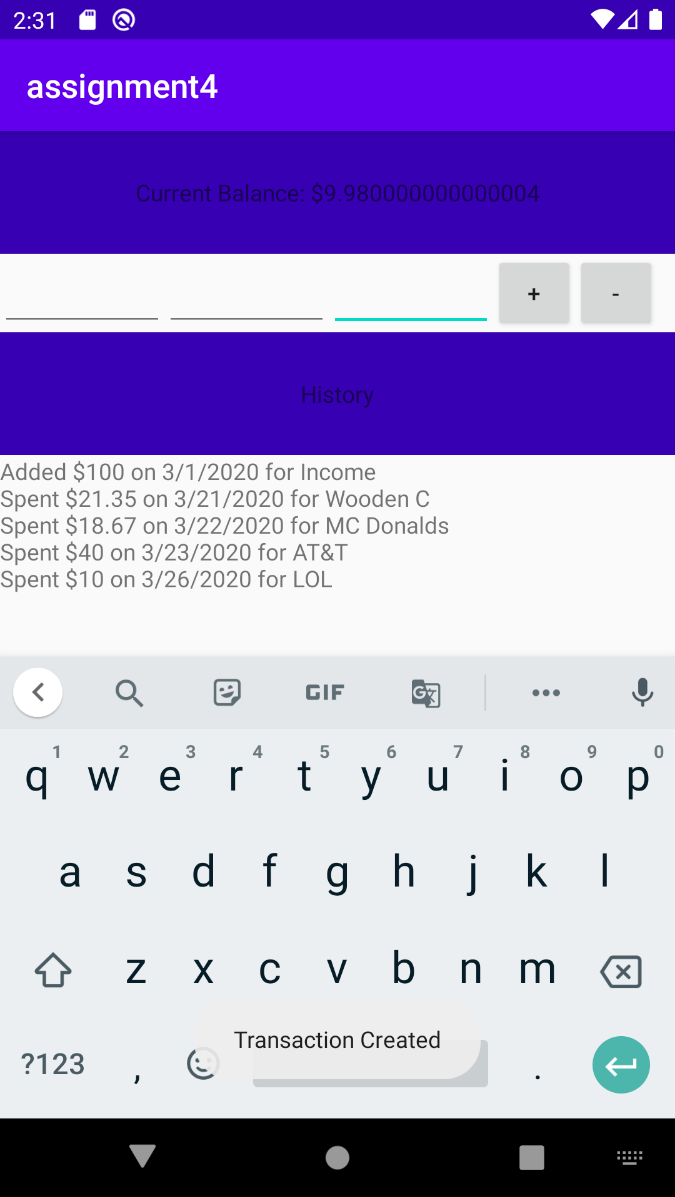 2:31
assignment4
Current Balance: $9.980000000000004
+ -
History
Added $100 on 3/1/2020 for Income
Spent $21.35 on 3/21/2020 for Wooden C
Spent $18.67 on 3/22/2020 for MC Donalds
Spent $40 on 3/23/2020 for AT&T
Spent $10 on 3/26/2020 for LOL
GIF G
1 2 3 4 5 6 7 8 9 0
q w e r t y u i o p
a s d f g h j k l
z x c v b n m
Transaction Created
?123 , .